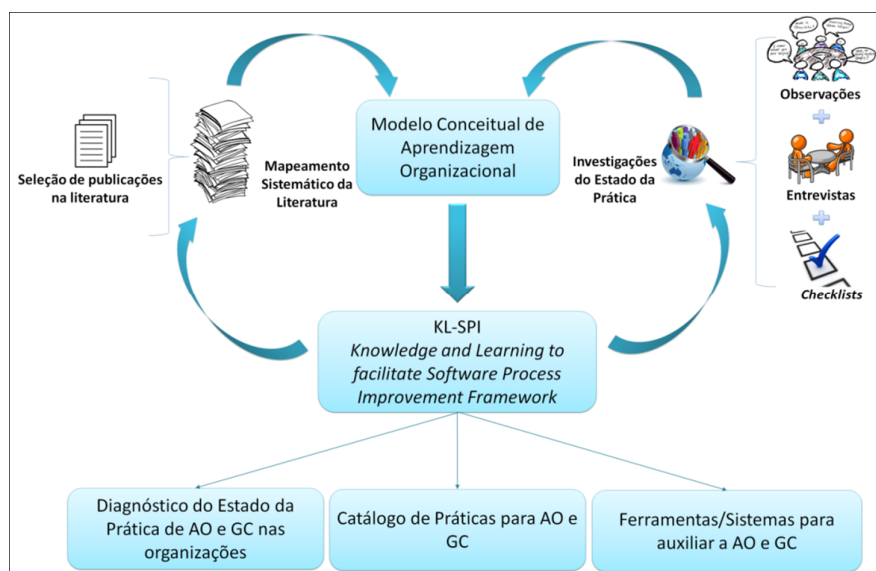 Seleção de publicações
na literatura
Mapeamento
Sistemático da
Literatura
Modelo Conceitual de
Aprendizagem
Organizacional
Investigações
do Estado da
Prática
Observações
+
Entrevistas
+
Checklists
KL-SPI
Knowledge and Learning to
facilitate Software Process
Improvement Framework
Diagnóstico do Estado da
Prática de AO e GC nas
organizações
Catálogo de Práticas para AO e
GC
Ferramentas/Sistemas para
auxiliar a AO e GC